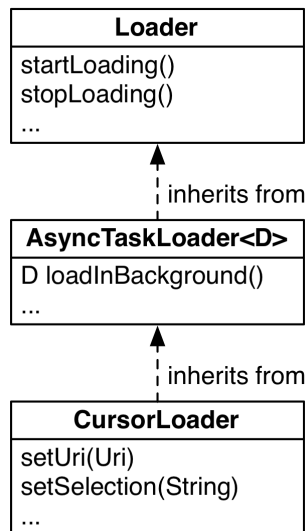 Loader
startLoading()
stopLoading()
...
inherits from
AsyncTaskLoader<D>
D loadInBackground()
...
inherits from
CursorLoader
setUri(Uri)
setSelection(String)
...